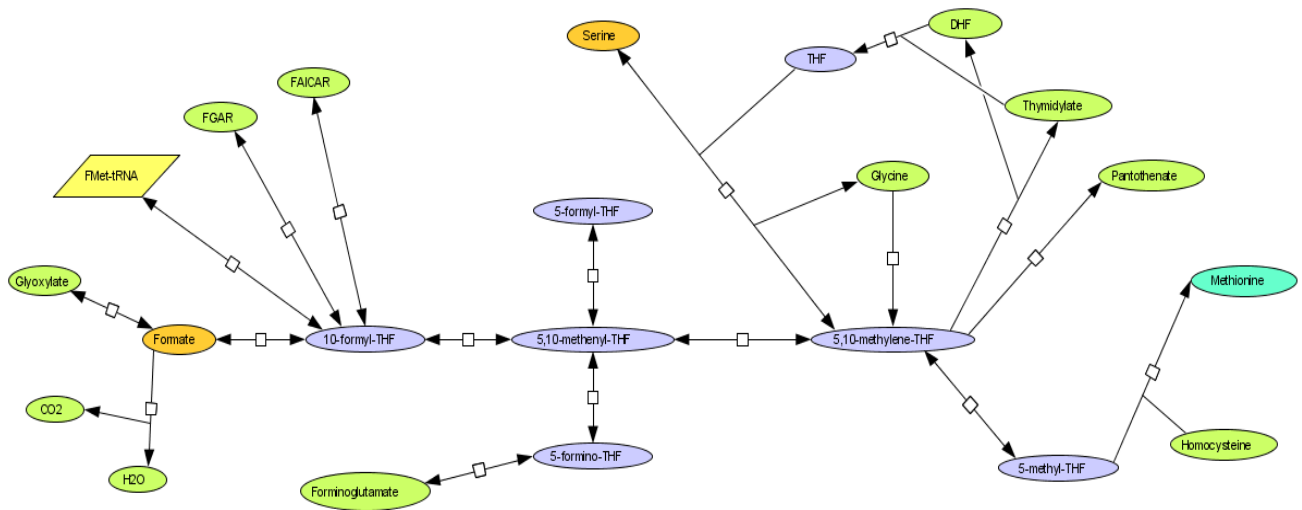 Serine
DHF
THF
FAICAR
FGAR
Thymidylate
FMet-tRNA
Glycine
Pantothenate
5-formyl-THF
Glyoxylate
Methionine
Formate
10-formyl-THF
5,10-methenyl-THF
5,10-methylene-THF
CO2
Homocysteine
5-formino-THF
5-methyl-THF
H2O
Forminoglutamate